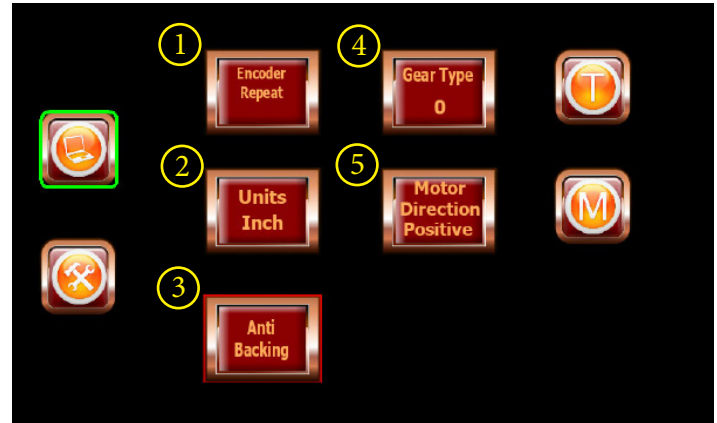 1
Encoder
Repeat
2
Units
Inch
3
Anti
Backing
4
Gear Type
0
5
Motor
Direction
Positive
T
M